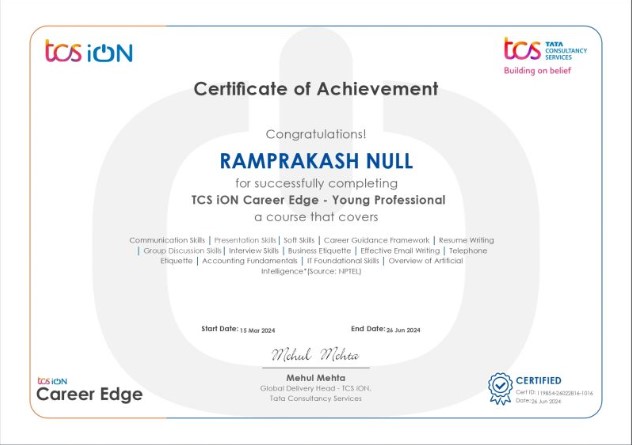 tcs iON
tcs TATA
CONSULTANCY
SERVICES
Building on belief
Certificate of Achievement
Congratulations!
RAMPRAKASH NULL
for successfully completing
TCS iON Career Edge - Young Professional
a course that covers
Communication Skills | Presentation Skills | Soft Skills | Career Guidance Framework | Resume Writing
| Group Discussion Skills | Interview Skills | Business Etiquette | Effective Email Writing | Telephone
Etiquette | Accounting Fundamentals | IT Foundational Skills | Overview of Artificial
Intelligence*(Source: NPTEL)
Start Date: 15 Mar 2024 End Date: 26 Jun 2024
Mehul Mehta
Mehul Mehta
Global Delivery Head - TCS iON,
Tata Consultancy Services
tcs iON
Career Edge
CERTIFIED
Cert ID:
Date: 26 Jun 2024